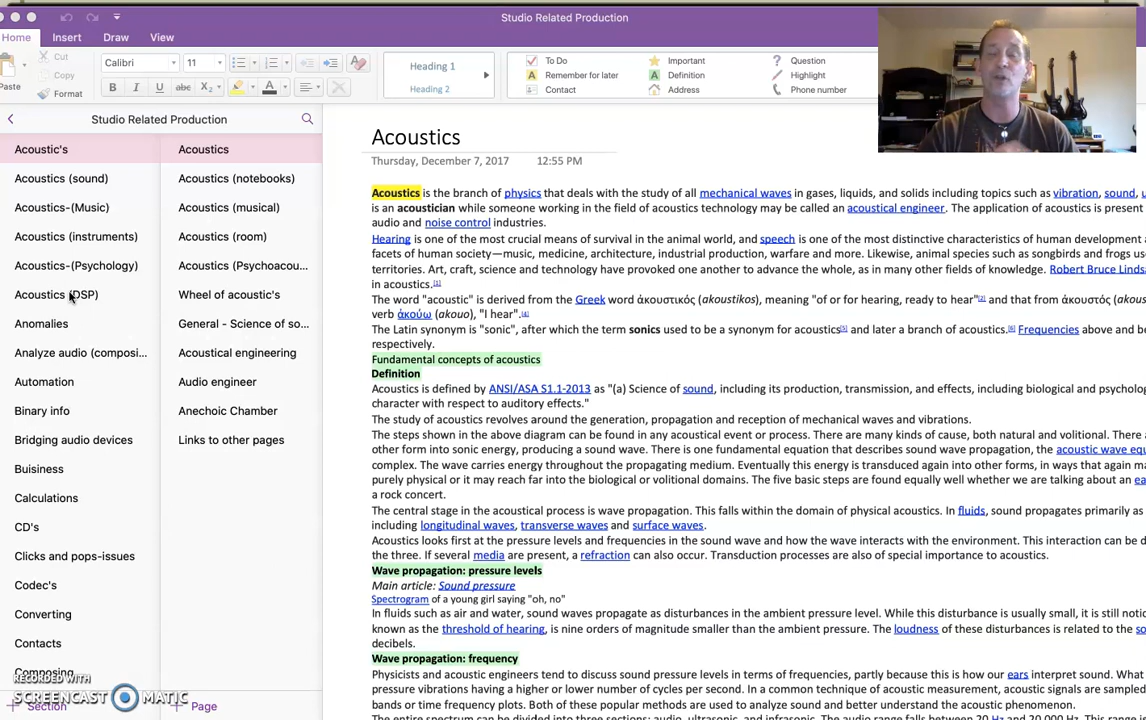 Studio Related Production
Home Insert Draw View
Cut
Copy
Paste
Format
Calibri 11
B I U abc X₂ A
Heading 1
Heading 2
To Do Important Question
Remember for later Definition Highlight
Contact Address Phone number
Studio Related Production
Acoustic's
Acoustics (sound)
Acoustics-(Music)
Acoustics (instruments)
Acoustics-(Psychology)
Acoustics (DSP)
Anomalies
Analyze audio (composi...
Automation
Binary info
Bridging audio devices
Buisiness
Calculations
CD's
Clicks and pops-issues
Codec's
Converting
Contacts
Composing
Section
Acoustics
Acoustics (notebooks)
Acoustics (musical)
Acoustics (room)
Acoustics (Psychoacou...
Wheel of acoustic's
General - Science of so...
Acoustical engineering
Audio engineer
Anechoic Chamber
Links to other pages
Page
Acoustics
Thursday, December 7, 2017 12:55 PM
Acoustics is the branch of physics that deals with the study of all mechanical waves in gases, liquids, and solids including topics such as vibration, sound,
is an acoustician while someone working in the field of acoustics technology may be called an acoustical engineer. The application of acoustics is present
audio and noise control industries.
Hearing is one of the most crucial means of survival in the animal world, and speech is one of the most distinctive characteristics of human development
facets of human society—music, medicine, architecture, industrial production, warfare and more. Likewise, animal species such as songbirds and frogs
territories. Art, craft, science and technology have provoked one another to advance the whole, as in many other fields of knowledge. Robert Bruce
in acoustics.[1]
The word "acoustic" is derived from the Greek word ἀκουστικός (akoustikos), meaning "of or for hearing, ready to hear"[2] and that from ἀκουστός
verb ἀκούω (akouo), "I hear".[4]
The Latin synonym is "sonic", after which the term sonics used to be a synonym for acoustics[5] and later a branch of acoustics.[6] Frequencies above and
respectively.
Fundamental concepts of acoustics
Definition
Acoustics is defined by ANSI/ASA S1.1-2013 as "(a) Science of sound, including its production, transmission, and effects, including biological and
character with respect to auditory effects."
The study of acoustics revolves around the generation, propagation and reception of mechanical waves and vibrations.
The steps shown in the above diagram can be found in any acoustical event or process. There are many kinds of cause, both natural and volitional. There
other form into sonic energy, producing a sound wave. There is one fundamental equation that describes sound wave propagation, the acoustic wave
complex. The wave carries energy throughout the propagating medium. Eventually this energy is transduced again into other forms, in ways that again
purely physical or it may reach far into the biological or volitional domains. The five basic steps are found equally well whether we are talking about an
a rock concert.
The central stage in the acoustical process is wave propagation. This falls within the domain of physical acoustics. In fluids, sound propagates primarily as
including longitudinal waves, transverse waves and surface waves.
Acoustics looks first at the pressure levels and frequencies in the sound wave and how the wave interacts with the environment. This interaction can be
the three. If several media are present, a refraction can also occur. Transduction processes are also of special importance to acoustics.
Wave propagation: pressure levels
Main article: Sound pressure
Spectrogram of a young girl saying "oh, no"
In fluids such as air and water, sound waves propagate as disturbances in the ambient pressure level. While this disturbance is usually small, it is still
known as the threshold of hearing, is nine orders of magnitude smaller than the ambient pressure. The loudness of these disturbances is related to the
decibels.
Wave propagation: frequency
Physicists and acoustic engineers tend to discuss sound pressure levels in terms of frequencies, partly because this is how our ears interpret sound. What
pressure vibrations having a higher or lower number of cycles per second. In a common technique of acoustic measurement, acoustic signals are sampled
bands or time frequency plots. Both of these popular methods are used to analyze sound and better understand the acoustic phenomenon.
The entire spectrum can be divided into three sections: audio, ultrasonic, and infrasonic. The audio range falls between 20 Hz and 20,000 Hz. This
RECORDED WITH
SCREENCAST MATIC